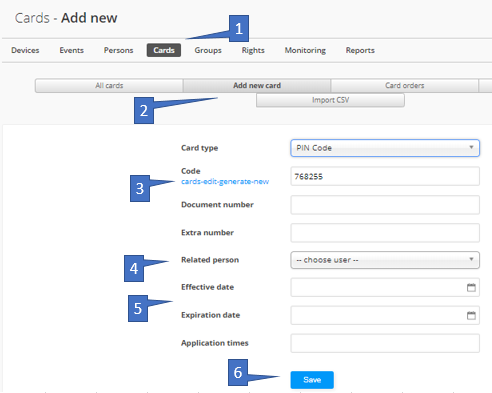 Cards - Add new
1
Devices Events Persons Cards Groups Rights Monitoring Reports
All cards Add new card Card orders
2 Import CSV
Card type PIN Code
Code
3 cards-edit-generate-new 768255
Document number
Extra number
4 Related person -- choose user --
Effective date
5
Expiration date
Application times
6 Save